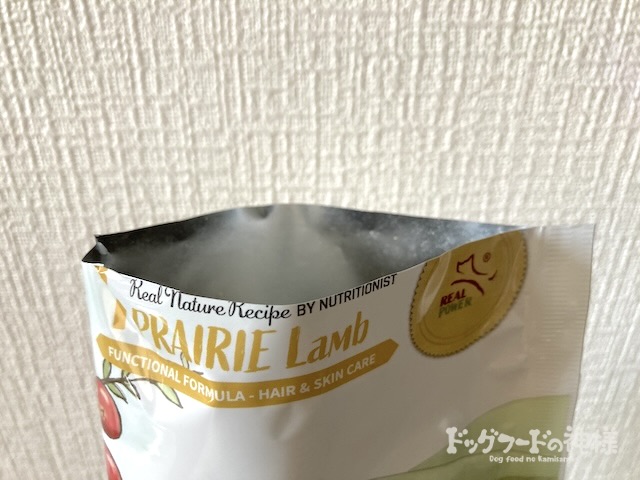 Real Nature Recipe BY NUTRITIONIST
PRAIRIE Lamb
FUNCTIONAL FORMULA - HAIR & SKIN CARE
®
REAL
POWER
ドッグフードの神様
Dog food no Kamisama